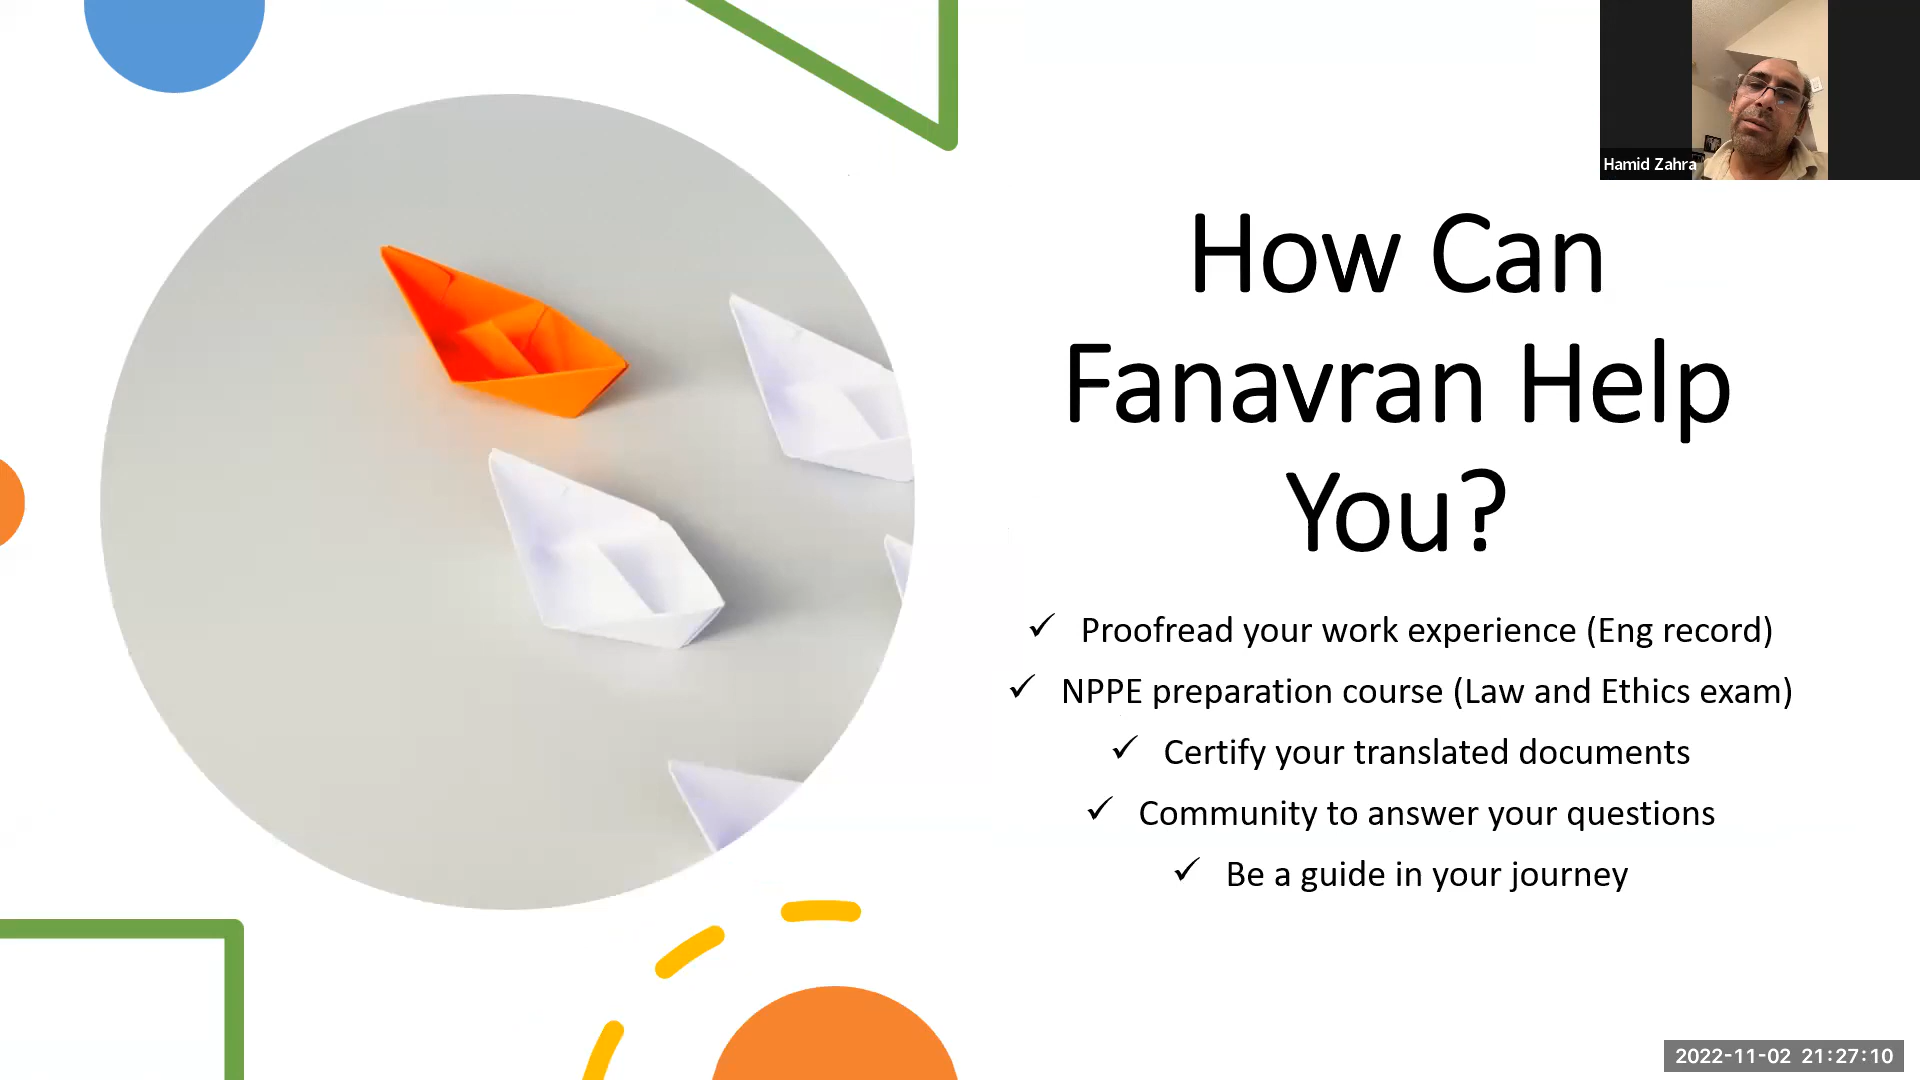 Hamid Zahra
How Can
Fanavran Help
You?
✓ Proofread your work experience (Eng record)
✓ NPPE preparation course (Law and Ethics exam)
✓ Certify your translated documents
✓ Community to answer your questions
✓ Be a guide in your journey
2022-11-02 21:27:10